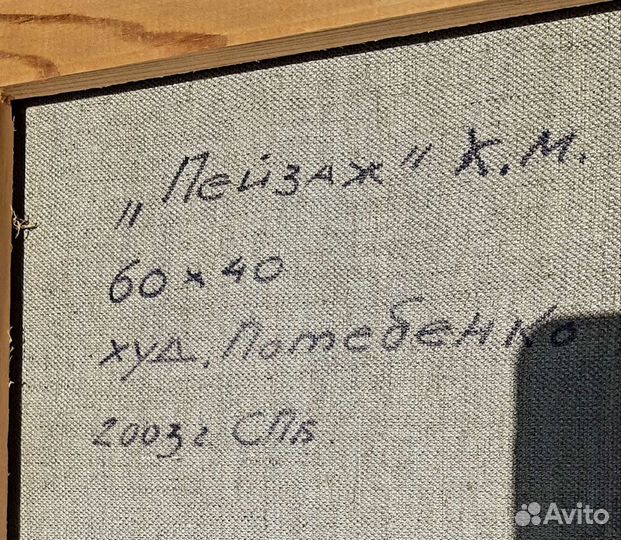 „Пейзаж" х.м.
60 x 40
худ. Потебенко
2003г СПб.
Avito